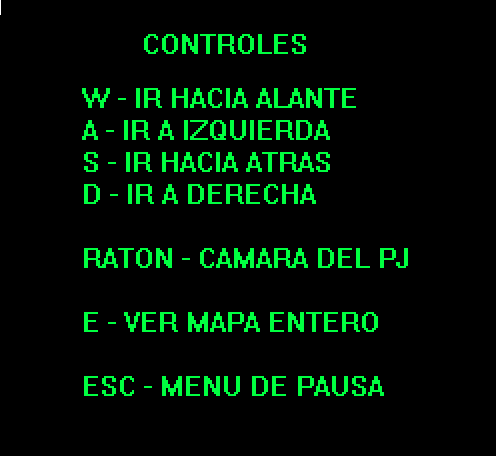 CONTROLES
W - IR HACIA ALANTE
A - IR A IZQUIERDA
S - IR HACIA ATRAS
D - IR A DERECHA
RATON - CAMARA DEL PJ
E - VER MAPA ENTERO
ESC - MENU DE PAUSA